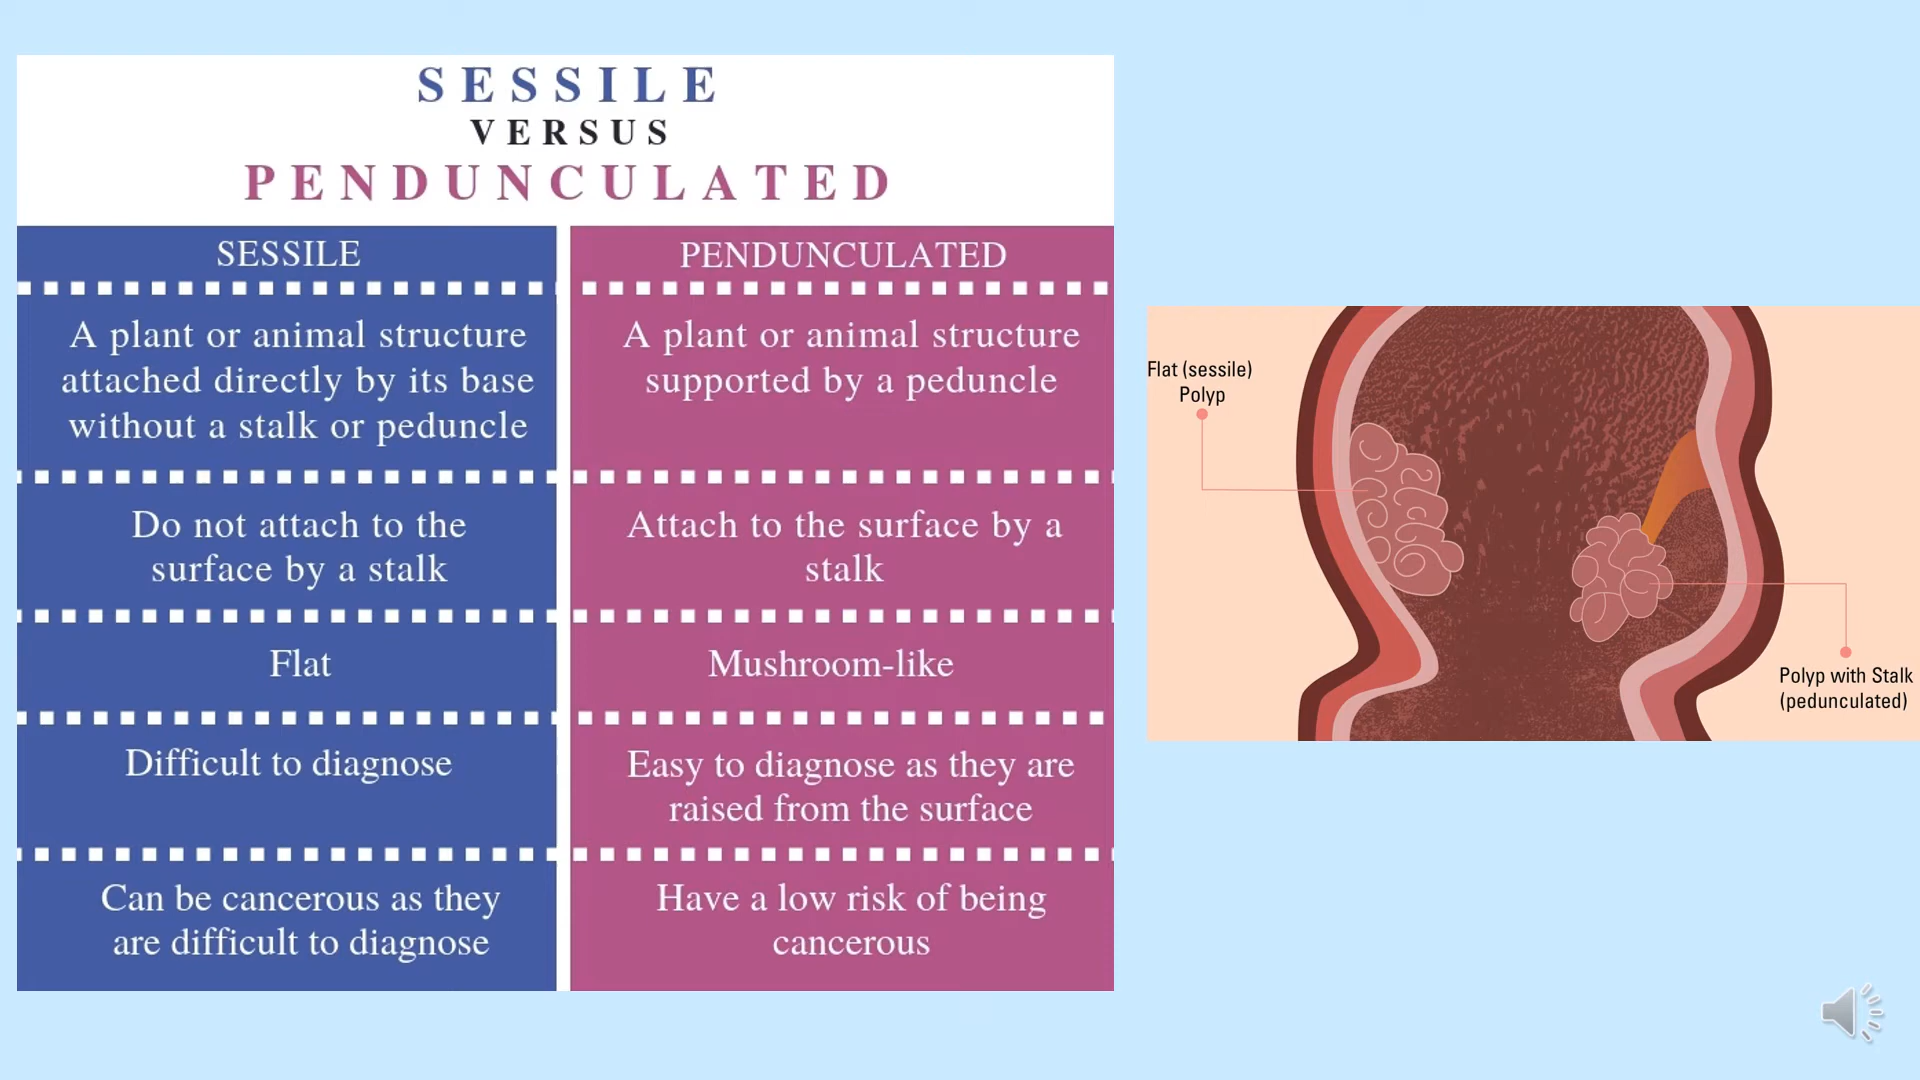 SESSILE
VERSUS
PENDUNCULATED
SESSILE
A plant or animal structure
attached directly by its base
without a stalk or peduncle
Do not attach to the
surface by a stalk
Flat
Difficult to diagnose
Can be cancerous as they
are difficult to diagnose
PENDUNCULATED
A plant or animal structure
supported by a peduncle
Attach to the surface by a
stalk
Mushroom-like
Easy to diagnose as they are
raised from the surface
Have a low risk of being
cancerous
Flat (sessile)
Polyp
Polyp with Stalk
(pedunculated)